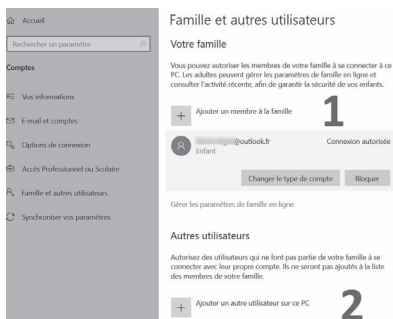 Accueil
Rechercher un paramètre
Comptes
Vos informations
E-mail et comptes
Options de connexion
Accès Professionnel ou Scolaire
Famille et autres utilisateurs
Synchroniser vos paramètres
Famille et autres utilisateurs
Votre famille
Vous pouvez autoriser les membres de votre famille à se connecter à ce
PC. Les adultes peuvent gérer les paramètres de famille en ligne et
consulter l'activité récente, afin de garantir la sécurité de vos enfants.
Ajouter un membre à la famille
1
@outlook.fr
Connexion autorisée
Enfant
Changer le type de compte
Bloquer
Gérer les paramètres de famille en ligne
Autres utilisateurs
Autorisez des utilisateurs qui ne font pas partie de votre famille à se
connecter avec leur propre compte. Ils ne seront pas ajoutés à la liste
des membres de votre famille.
Ajouter un autre utilisateur sur ce PC
2